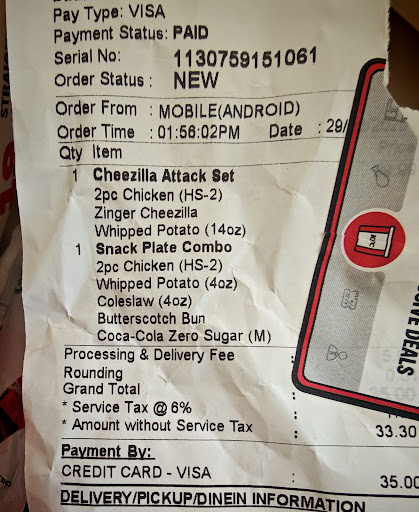 Pay Type: VISA
Payment Status: PAID
Serial No: 1130759151061
Order Status : NEW
Order From : MOBILE(ANDROID)
Order Time : 01:56:02PM Date : 29/
Qty Item
1 Cheezilla Attack Set
2pc Chicken (HS-2)
Zinger Cheezilla
Whipped Potato (14oz)
1 Snack Plate Combo
2pc Chicken (HS-2)
Whipped Potato (4oz)
Coleslaw (4oz)
Butterscotch Bun
Coca-Cola Zero Sugar (M)
Processing & Delivery Fee
Rounding
Grand Total : 35.00
* Service Tax @ 6% :
* Amount without Service Tax : 33.30
Payment By:
CREDIT CARD - VISA : 35.00
DELIVERY/PICKUP/DINEIN INFORMATION
DEALS